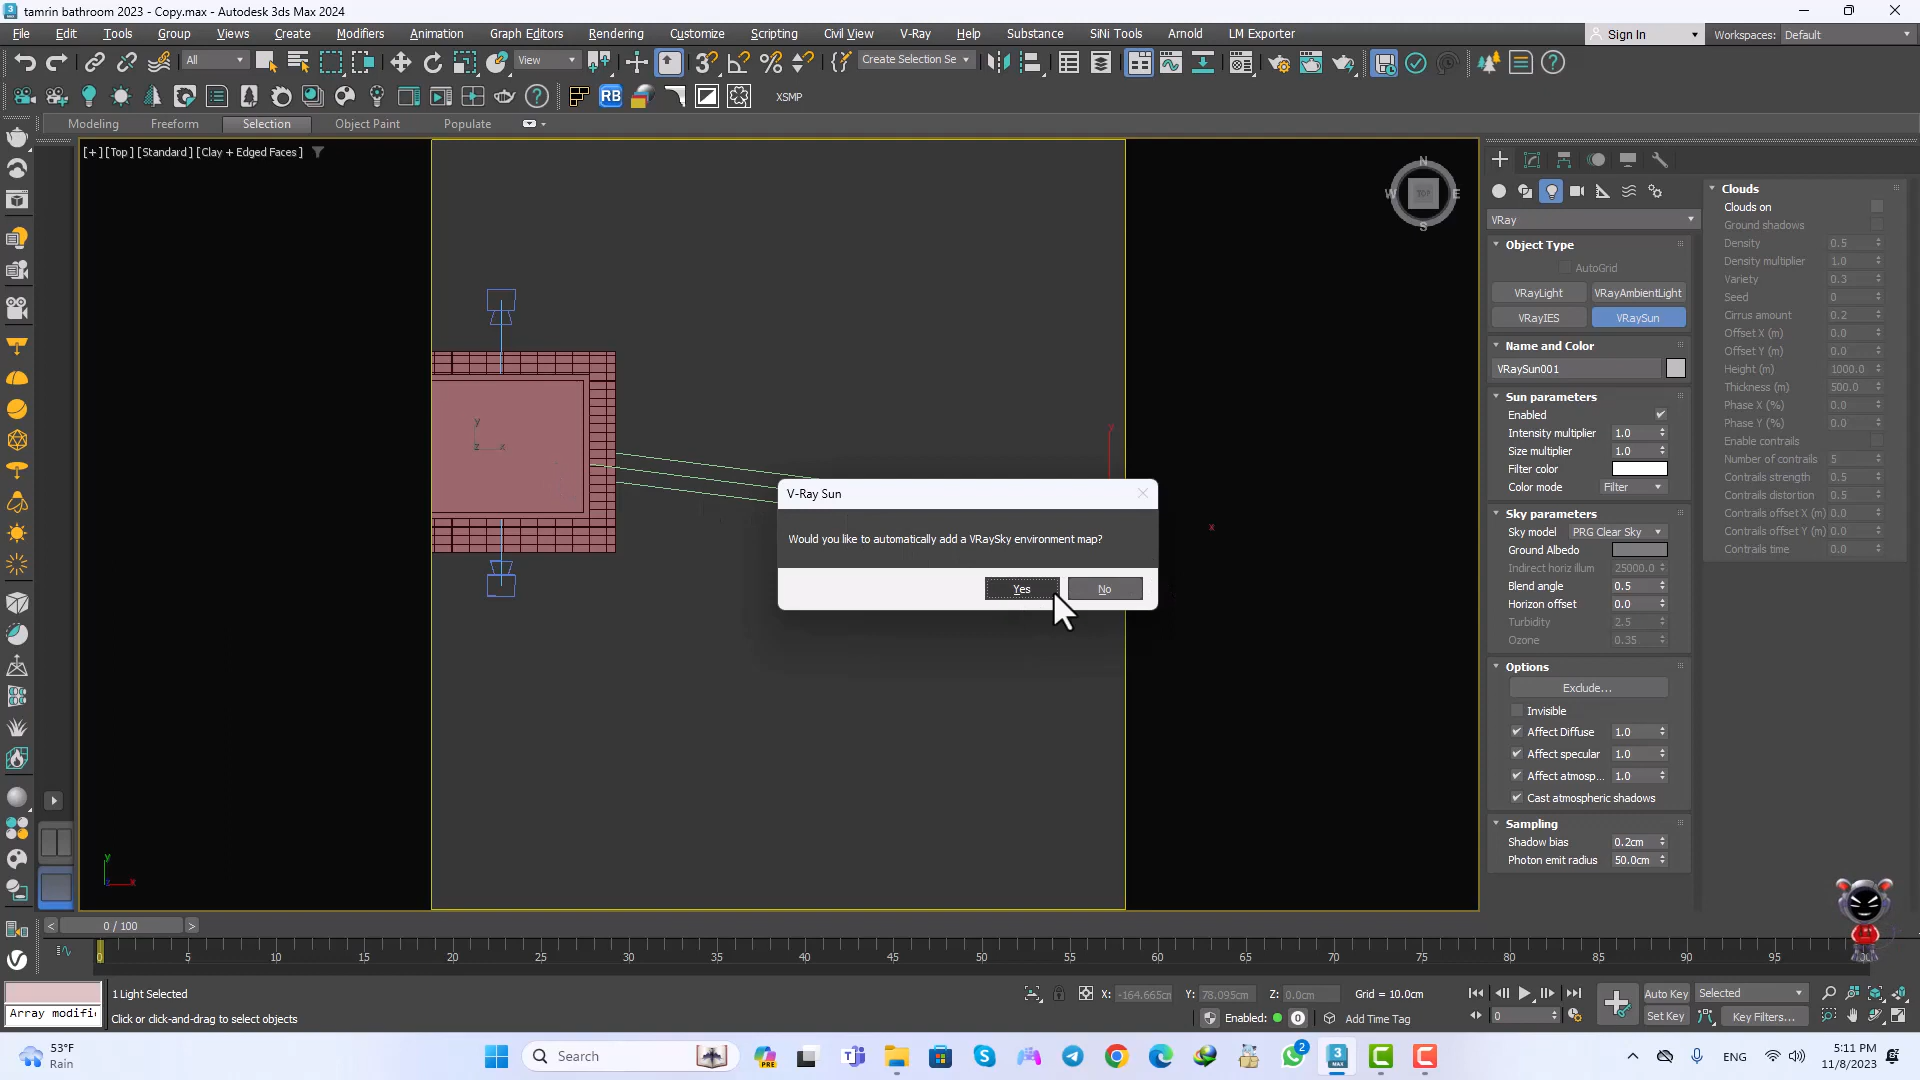 tamrin bathroom 2023 - Copy.max - Autodesk 3ds Max 2024
File Edit Tools Group Views Create Modifiers Animation Graph Editors Rendering Customize Scripting Civil View V-Ray Help Substance SiNi Tools Arnold LM Exporter
Sign In
Workspaces: Default
All
View
Create Selection Se
RB
XSMP
Modeling Freeform Selection Object Paint Populate
[+] [Top] [Standard] [Clay + Edged Faces]
N
W TOP E
S
VRay
Object Type
AutoGrid
VRayLight VRayAmbientLight
VRayIES VRaySun
Name and Color
VRaySun001
Sun parameters
Enabled
Intensity multiplier 1.0
Size multiplier 1.0
Filter color
Color mode Filter
Sky parameters
Sky model PRG Clear Sky
Ground Albedo
Indirect horiz illum 25000.0
Blend angle 0.5
Horizon offset 0.0
Turbidity 2.5
Ozone 0.35
Options
Exclude...
Invisible
Affect Diffuse 1.0
Affect specular 1.0
Affect atmosp... 1.0
Cast atmospheric shadows
Sampling
Shadow bias 0.2cm
Photon emit radius 50.0cm
Clouds
Clouds on
Ground shadows
Density 0.5
Density multiplier 1.0
Variety 0.3
Seed 0
Cirrus amount 0.2
Offset X (m) 0.0
Offset Y (m) 0.0
Height (m) 1000.0
Thickness (m) 500.0
Phase X (%) 0.0
Phase Y (%) 0.0
Enable contrails
Number of contrails 5
Contrails strength 0.5
Contrails distortion 0.5
Contrails offset X (m) 0.0
Contrails offset Y (m) 0.0
Contrails time 0.0
y
z x
y
x
V-Ray Sun
Would you like to automatically add a VRaySky environment map?
Yes No
y
z x
< 0 / 100 >
0 5 10 15 20 25 30 35 40 45 50 55 60 65 70 75 80 85 90 95
1 Light Selected
Array modifi
Click or click-and-drag to select objects
X: -164.665cm Y: 78.095cm Z: 0.0cm Grid = 10.0cm
Enabled: 0 Add Time Tag
0
Auto Key Selected
Set Key Key Filters...
53°F
Rain
Search
PRE
2
3
MAX
ENG
5:11 PM
11/8/2023